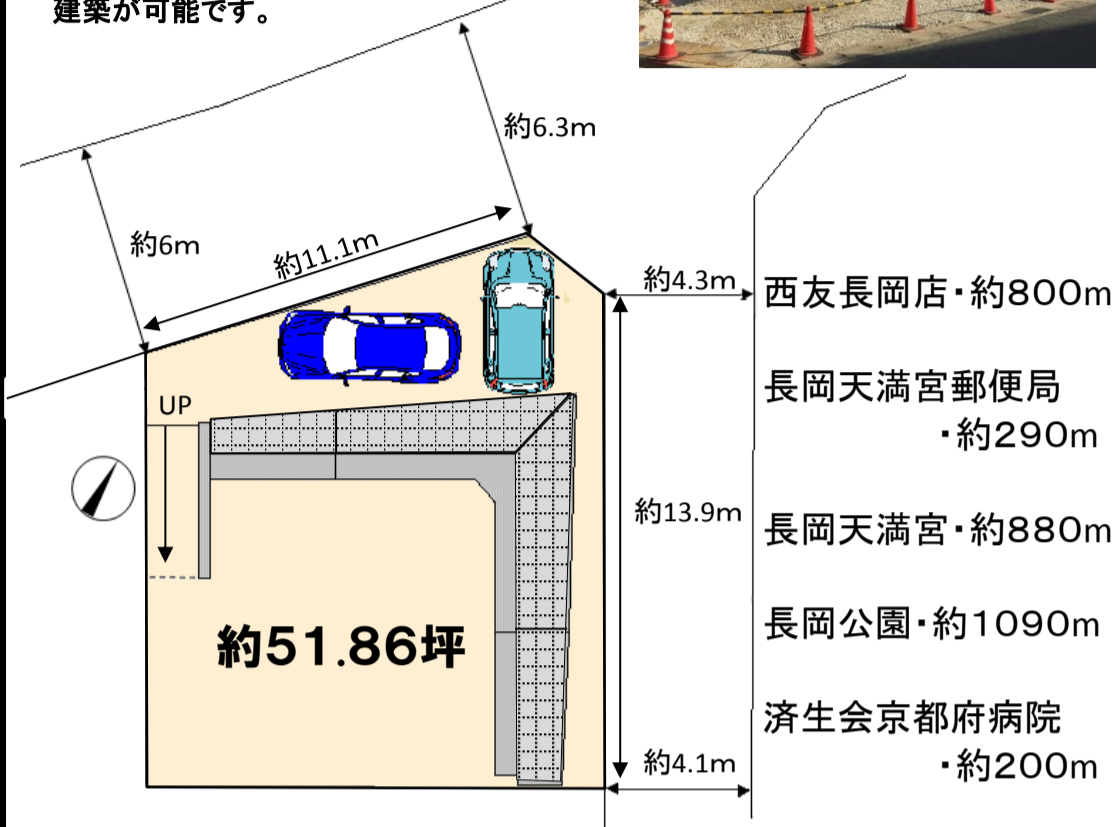 建築が可能です。
約6.3m
約6m
約11.1m
約4.3m
西友長岡店・約800m
長岡天満宮郵便局
・約290m
UP
約13.9m
長岡天満宮・約880m
長岡公園・約1090m
約51.86坪
済生会京都府病院
・約200m
約4.1m